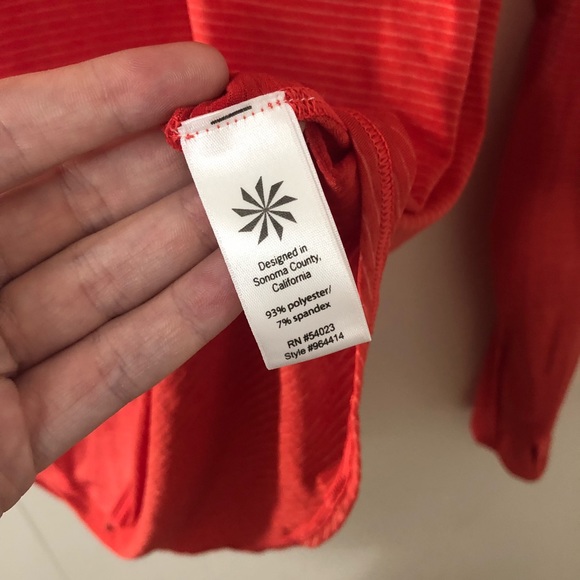 Designed in
Sonoma County,
California
93% polyester/
7% spandex
RN #54023
Style #964414